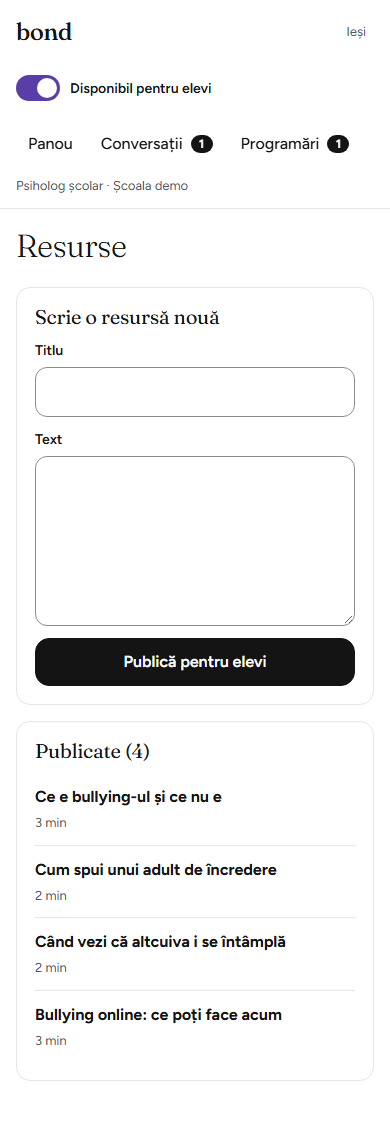 bond
Ieși
Disponibil pentru elevi
Panou
Conversații 1
Programări 1
Psiholog școlar · Școala demo
Resurse
Scrie o resursă nouă
Titlu
Text
Publică pentru elevi
Publicate (4)
Ce e bullying-ul și ce nu e
3 min
Cum spui unui adult de încredere
2 min
Când vezi că altcuiva i se întâmplă
2 min
Bullying online: ce poți face acum
3 min